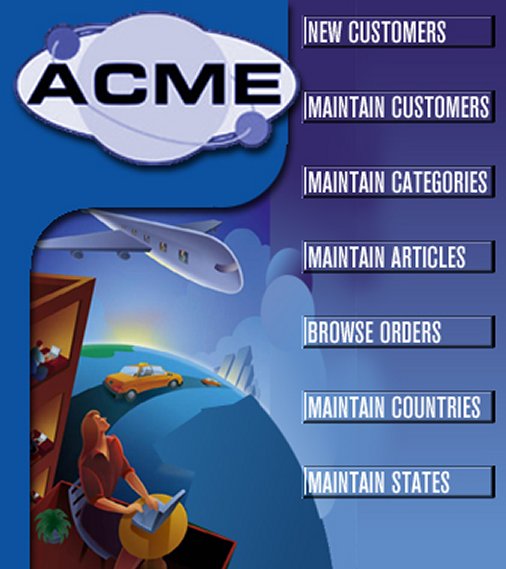 ACME
NEW CUSTOMERS
MAINTAIN CUSTOMERS
MAINTAIN CATEGORIES
MAINTAIN ARTICLES
BROWSE ORDERS
MAINTAIN COUNTRIES
MAINTAIN STATES